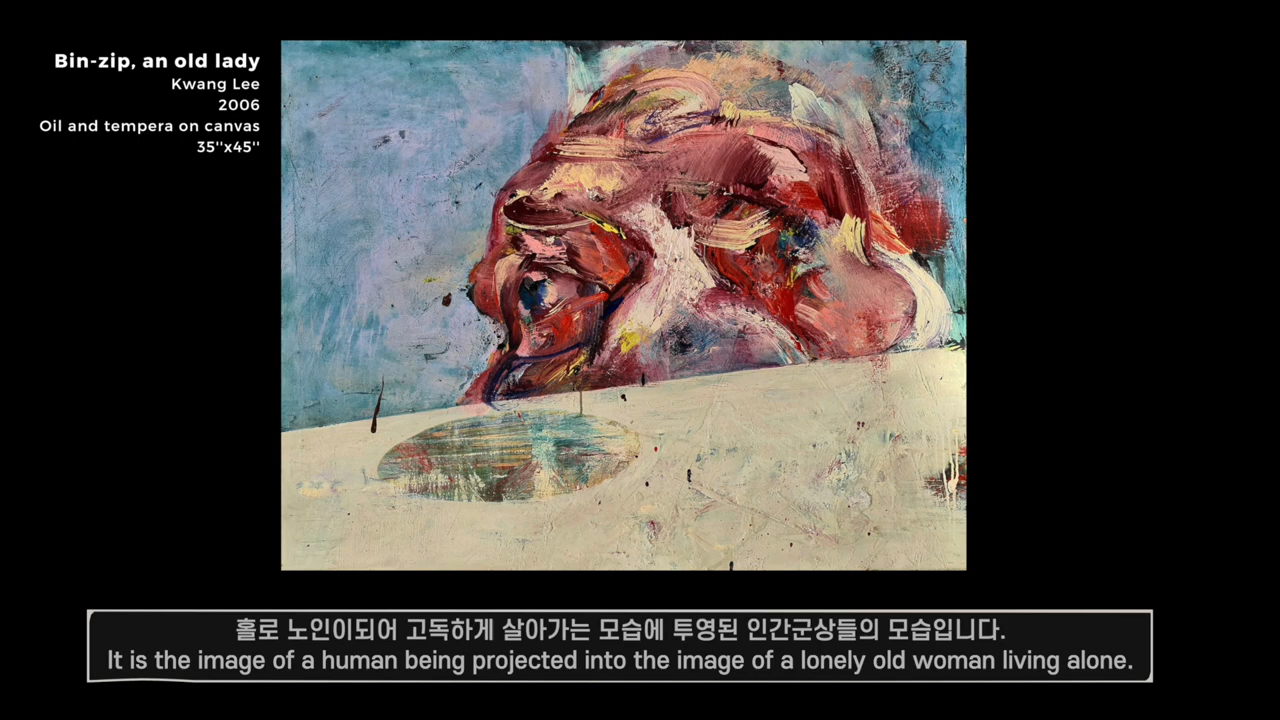 Bin-zip, an old lady
Kwang Lee
2006
Oil and tempera on canvas
35''x45''
홀로 노인이되어 고독하게 살아가는 모습에 투영된 인간군상들의 모습입니다.
It is the image of a human being projected into the image of a lonely old woman living alone.